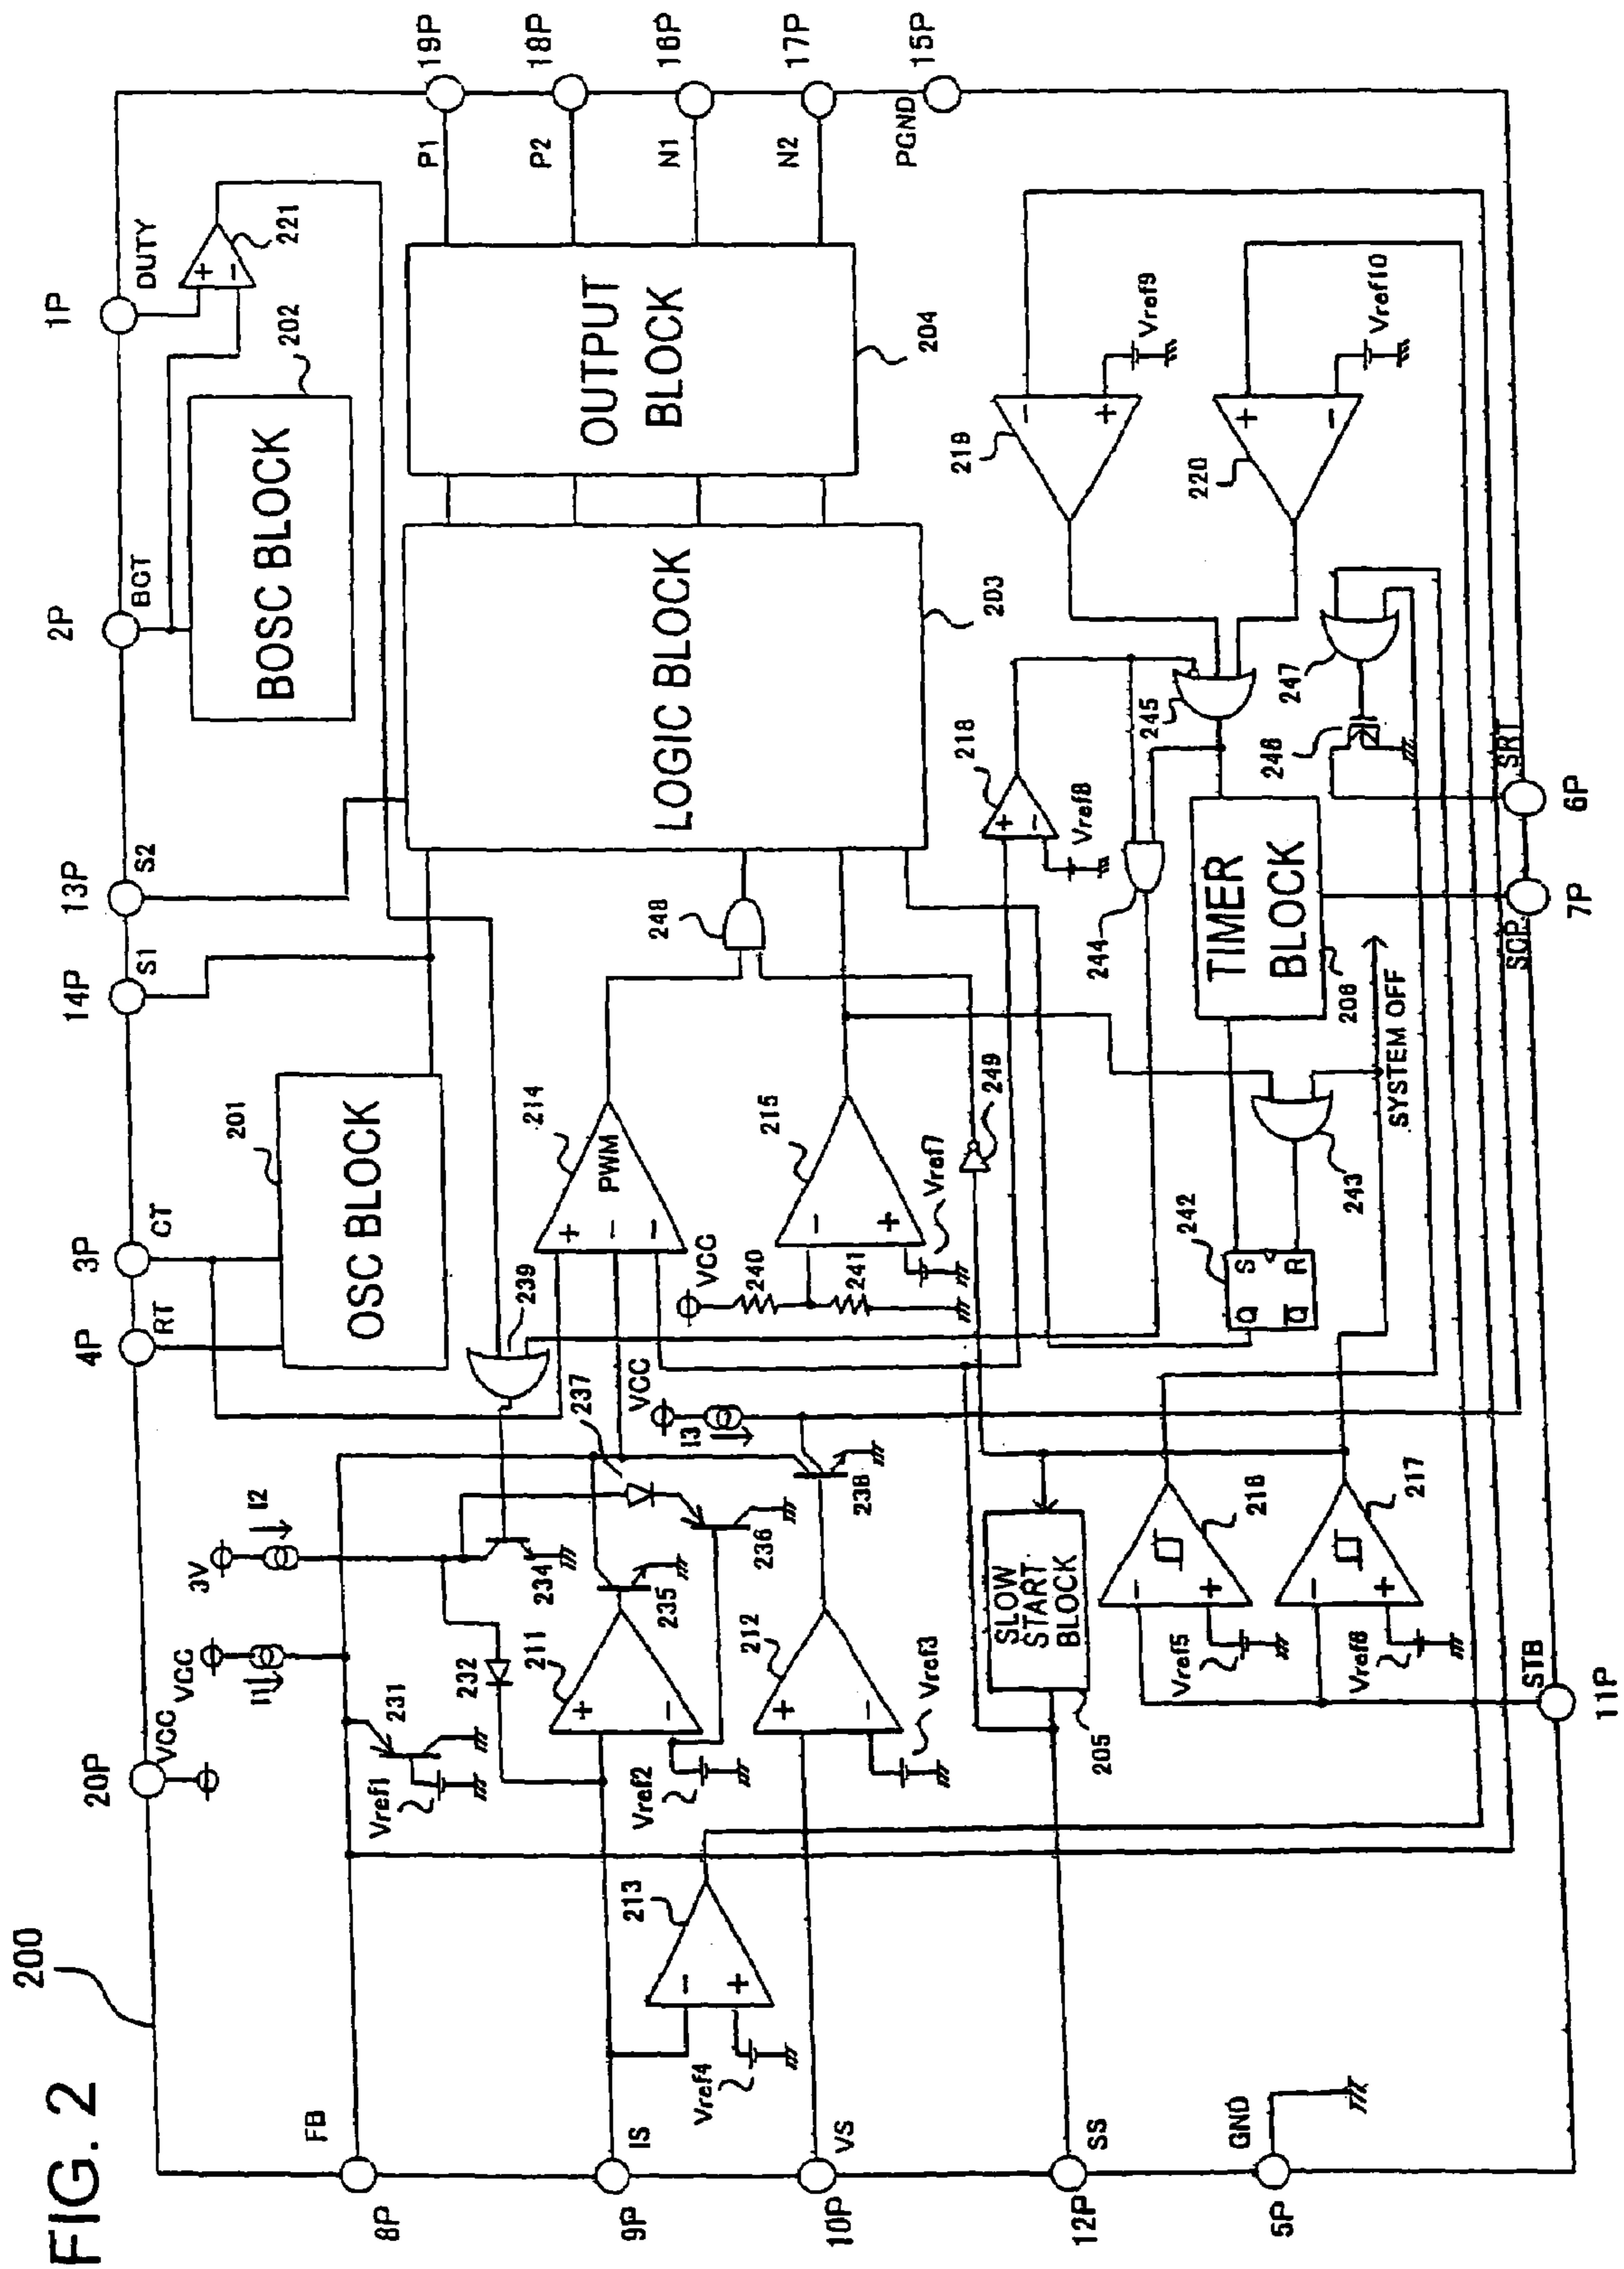 FIG. 2
200
20P
VCC
4P
RT
3P
CT
14P
S1
13P
S2
2P
BCT
1P
DUTY
VCC
I1
3V
I2
201
OSC BLOCK
BOSC BLOCK
202
221
FB
8P
231
Vref1
232
234
239
237
LOGIC BLOCK
203
OUTPUT
BLOCK
204
P1
19P
P2
18P
N1
16P
N2
17P
PGND
15P
IS
9P
211
235
236
Vref2
214
PWM
248
213
Vref4
VS
10P
212
Vref3
238
VCC
I3
VCC
240
241
215
Vref7
249
218
Vref8
244
245
219
Vref9
220
Vref10
SS
12P
SLOW
START
BLOCK
205
242
S
R
Q
Q
243
TIMER
BLOCK
206
SYSTEM OFF
246
247
GND
5P
216
Vref5
217
Vref6
STB
11P
SCP
7P
SRT
6P